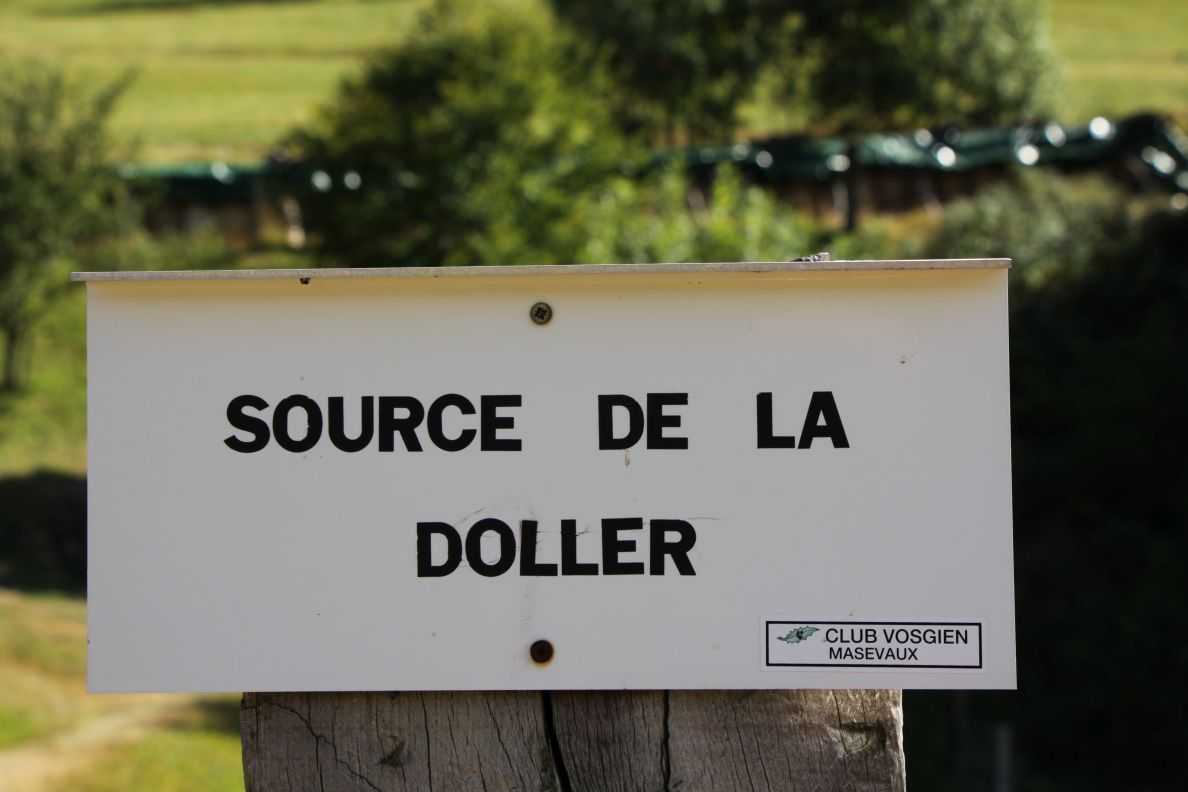 SOURCE DE LA
DOLLER
CLUB VOSGIEN
MASEVAUX